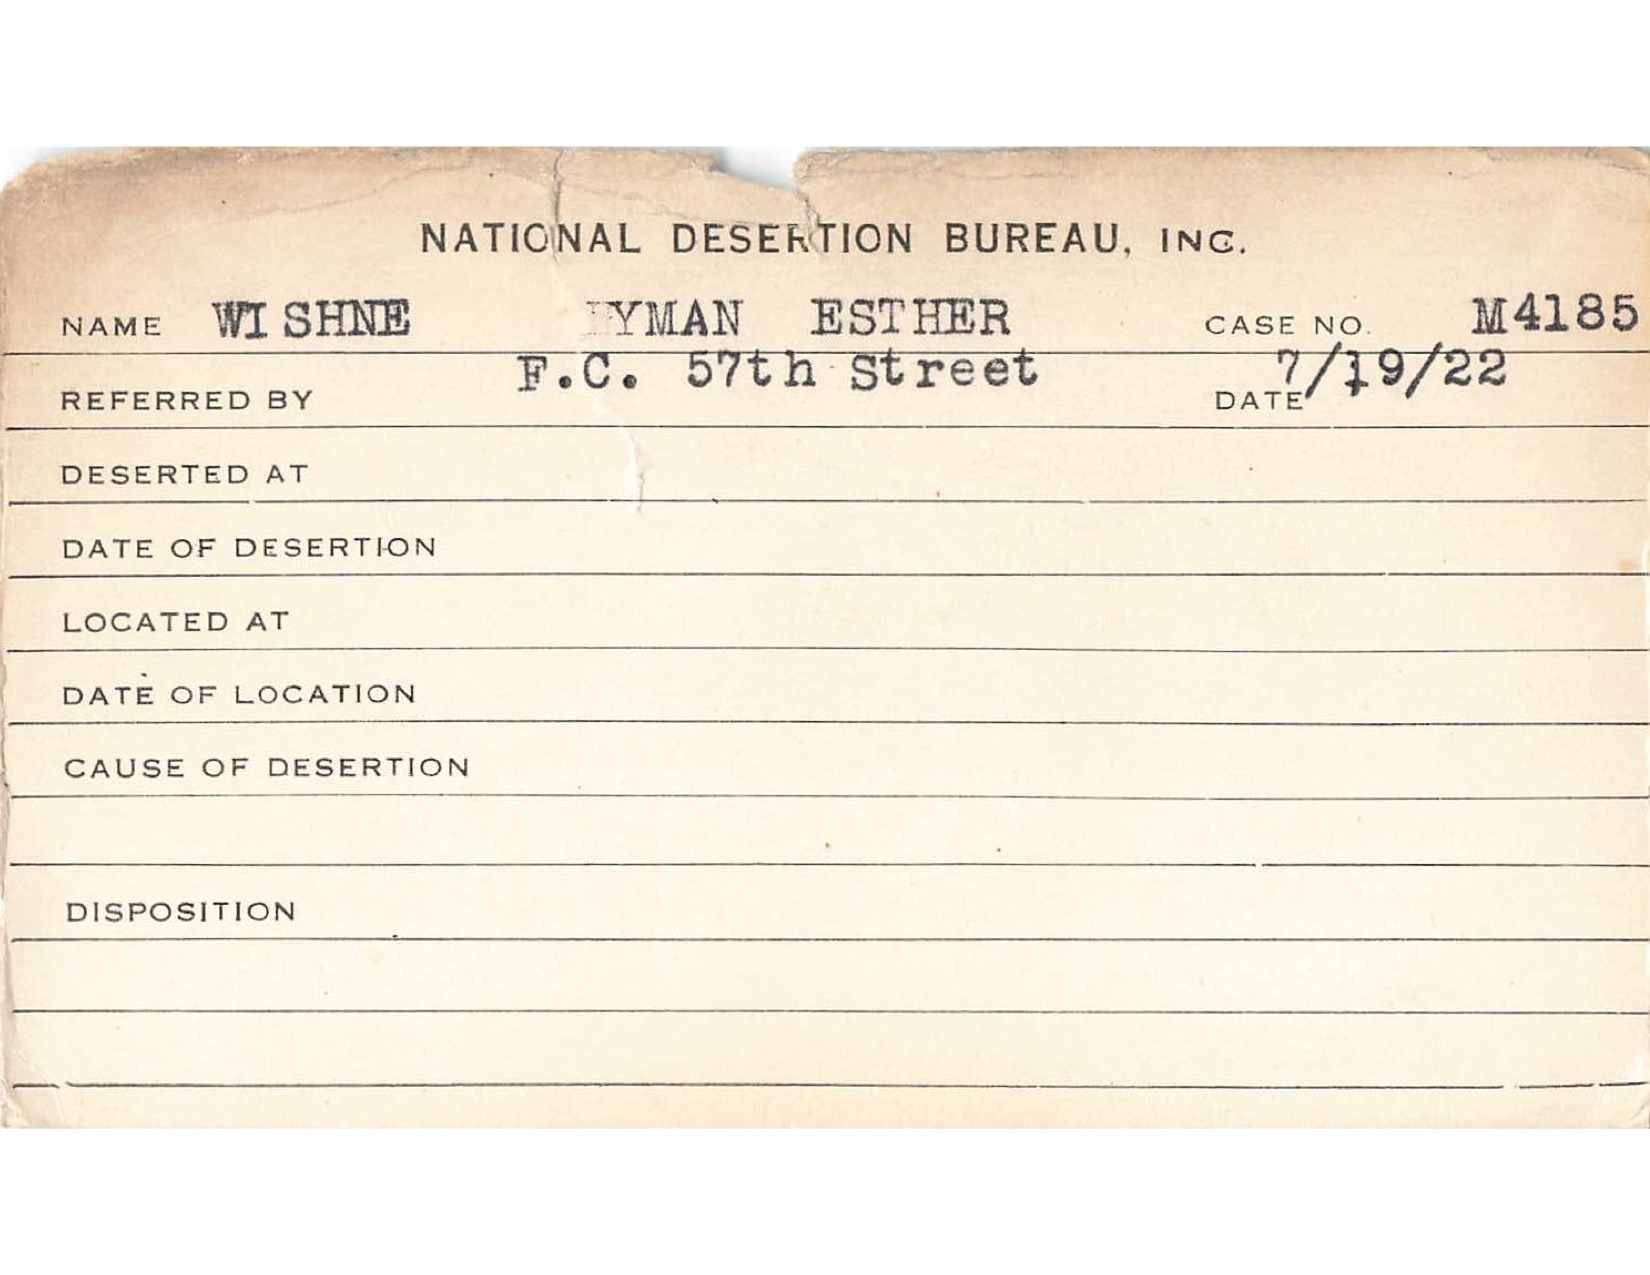 NATIONAL DESERTION BUREAU, INC.
NAME WISHNE HYMAN ESTHER CASE NO. M4185
REFERRED BY F.C. 57th Street DATE 7/19/22
DESERTED AT
DATE OF DESERTION
LOCATED AT
DATE OF LOCATION
CAUSE OF DESERTION
DISPOSITION